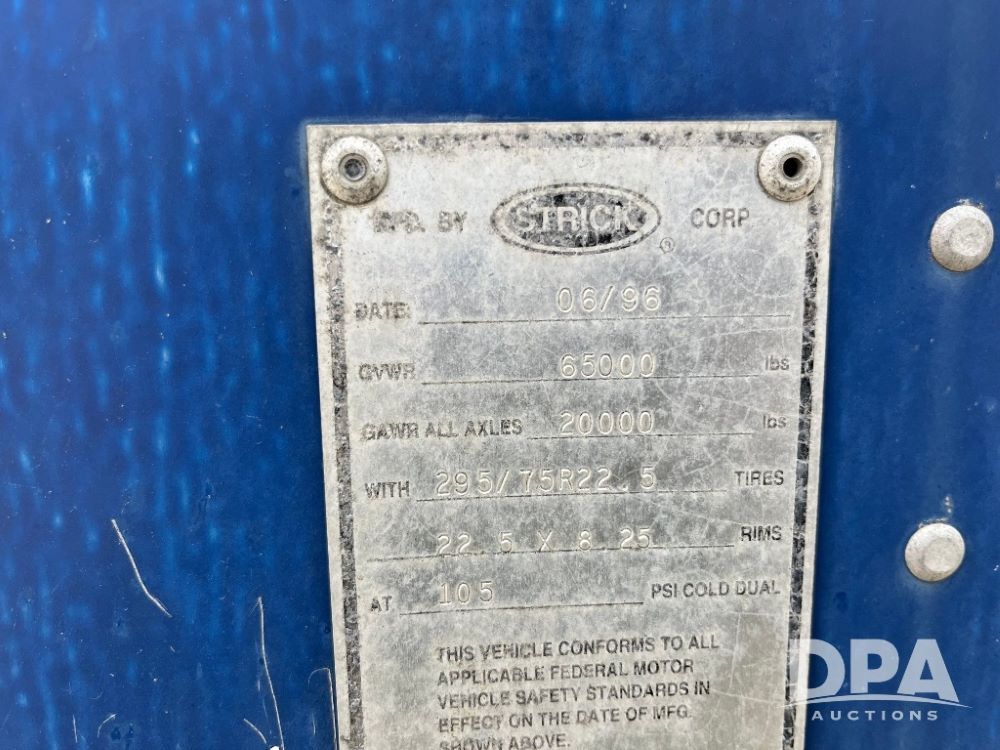 MFD. BY STRICK ® CORP
DATE: 06/96
GVWR 65000 lbs
GAWR ALL AXLES 20000 lbs
WITH 295/75R22.5 TIRES
22.5 X 8.25 RIMS
AT 105 PSI COLD DUAL
THIS VEHICLE CONFORMS TO ALL
APPLICABLE FEDERAL MOTOR
VEHICLE SAFETY STANDARDS IN
EFFECT ON THE DATE OF MFG.
SHOWN ABOVE.
DPA
AUCTIONS